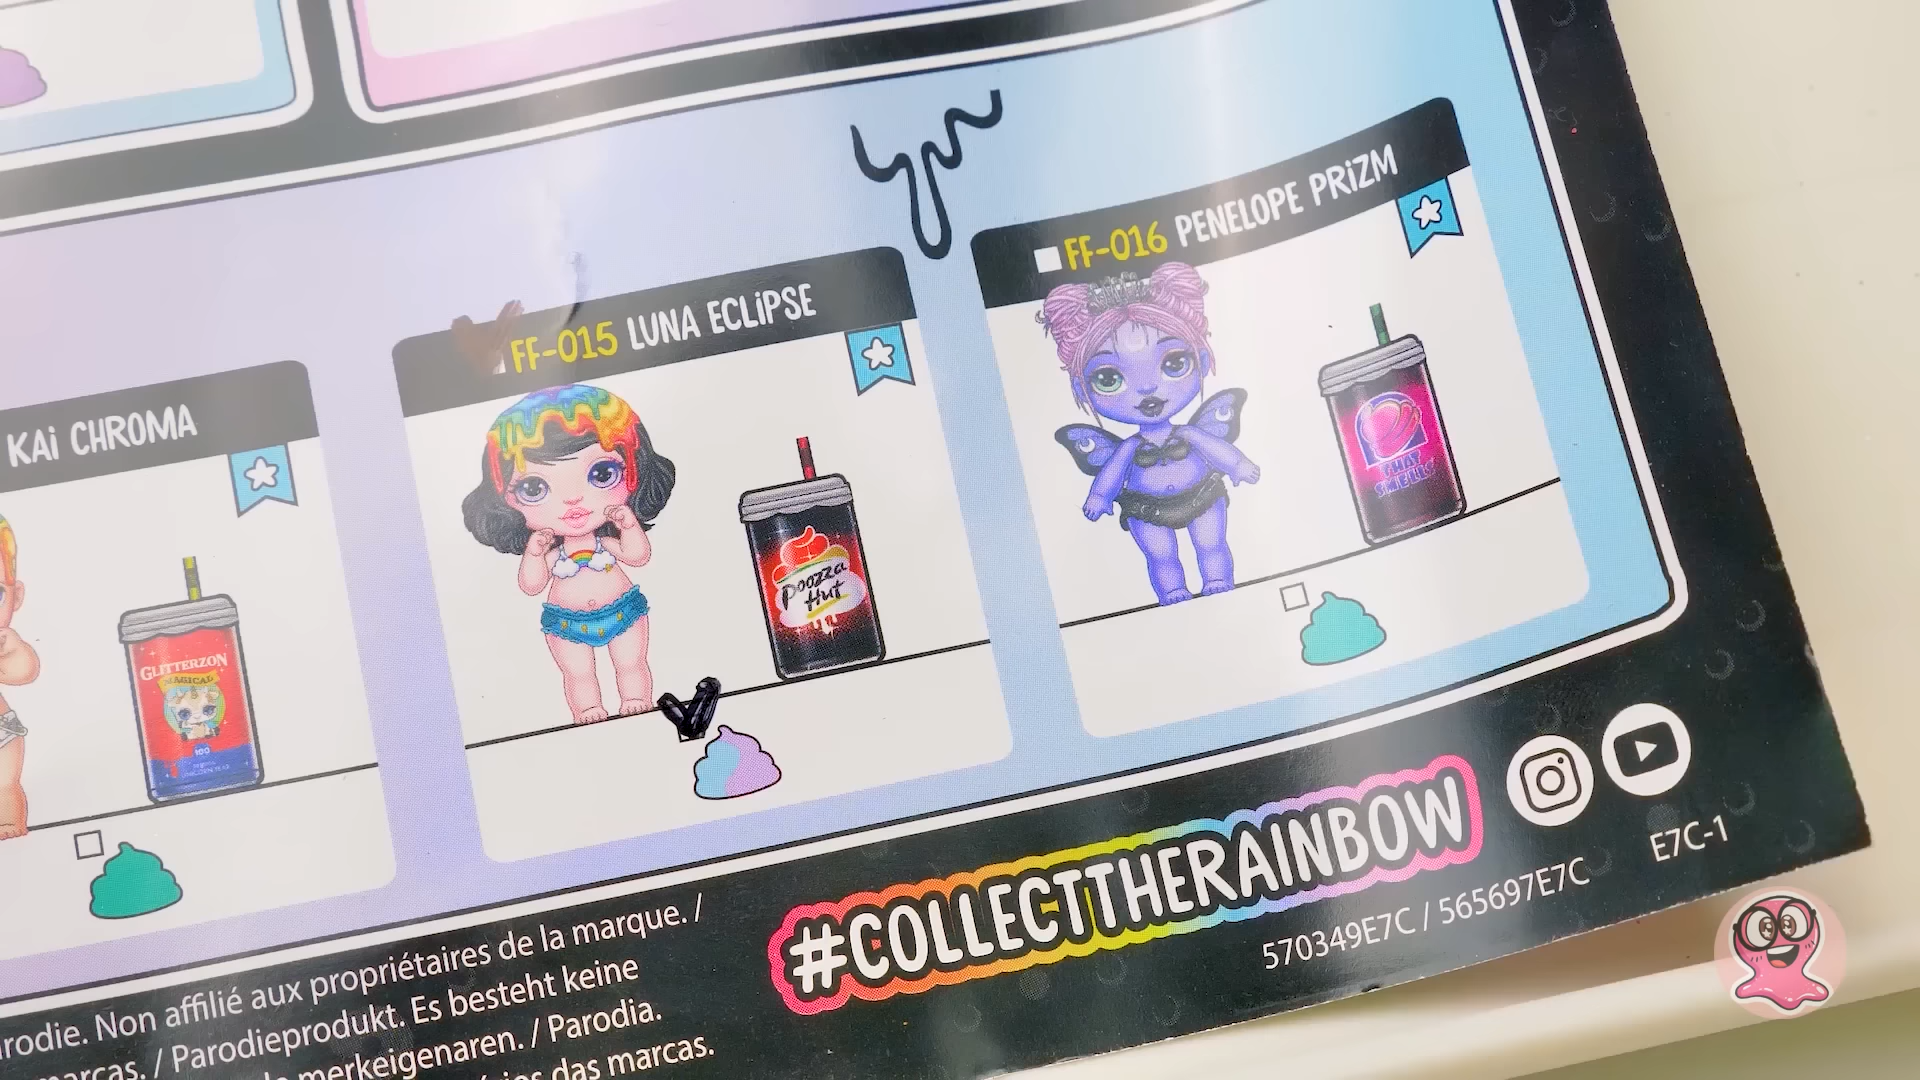 FF-016 PENELOPE PRiZM
FF-015 LUNA ECLiPSE
KAi CHROMA
THAT
SMELLS
POOZZA
Hut
GLITTERZON
MAGICAL
#COLLECTTHERAINBOW
E7C-1
570349E7C / 565697E7C
rodie. Non affilié aux propriétaires de la marque. /
marcas. / Parodieprodukt. Es besteht keine
merkeigenaren. / Parodia.
das marcas.